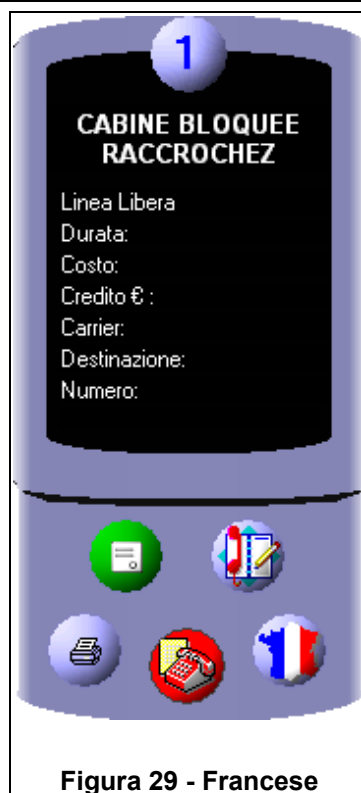 1
CABINE BLOQUEE
RACCROCHEZ
Linea Libera
Durata:
Costo:
Credito € :
Carrier:
Destinazione:
Numero:
Figura 29 - Francese